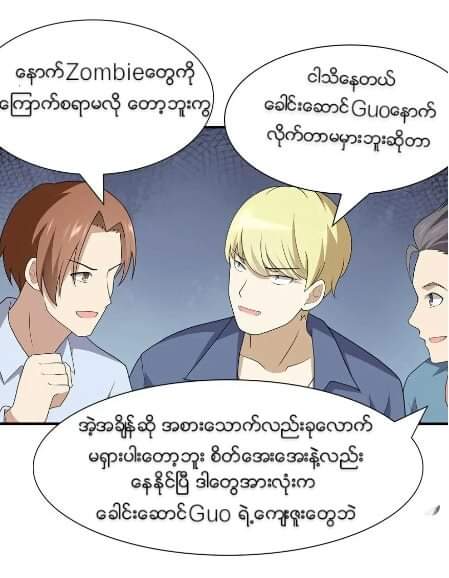 နောက်Zombieတွေကို
ကြောက်စရာမလို တော့ဘူးကွ
ငါသိနေတယ်
ခေါင်းဆောင်Guoနောက်
လိုက်တာမမှားဘူးဆိုတာ
အဲ့အချိန်ဆို အစားသောက်လည်းခုလောက်
မရှားပါးတော့ဘူး စိတ်အေးအေးနဲ့လည်း
နေနိုင်ပြီ ဒါတွေအားလုံးက
ခေါင်းဆောင်Guo ရဲ့ကျေးဇူးတွေဘဲ